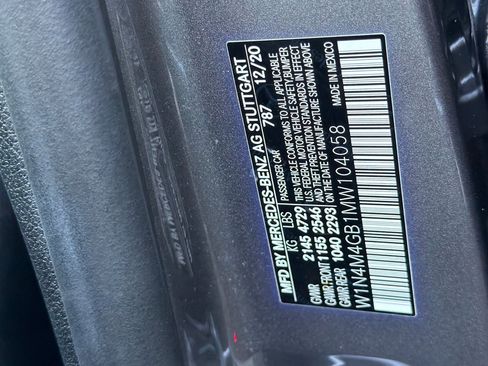 MFD BY MERCEDES-BENZ AG STUTTGART
787 12/20
KG LBS
GVWR 2145 4729
GAWR-FRONT 1155 2546
GAWR REAR 1040 2293
PASSENGER CAR
THIS VEHICLE CONFORMS TO ALL APPLICABLE
U.S. FEDERAL MOTOR VEHICLE SAFETY,BUMPER
AND THEFT PREVENTION STANDARDS IN EFFECT
ON THE DATE OF MANUFACTURE SHOWN ABOVE
MADE IN MEXICO
W1N4M4GB1MW104058